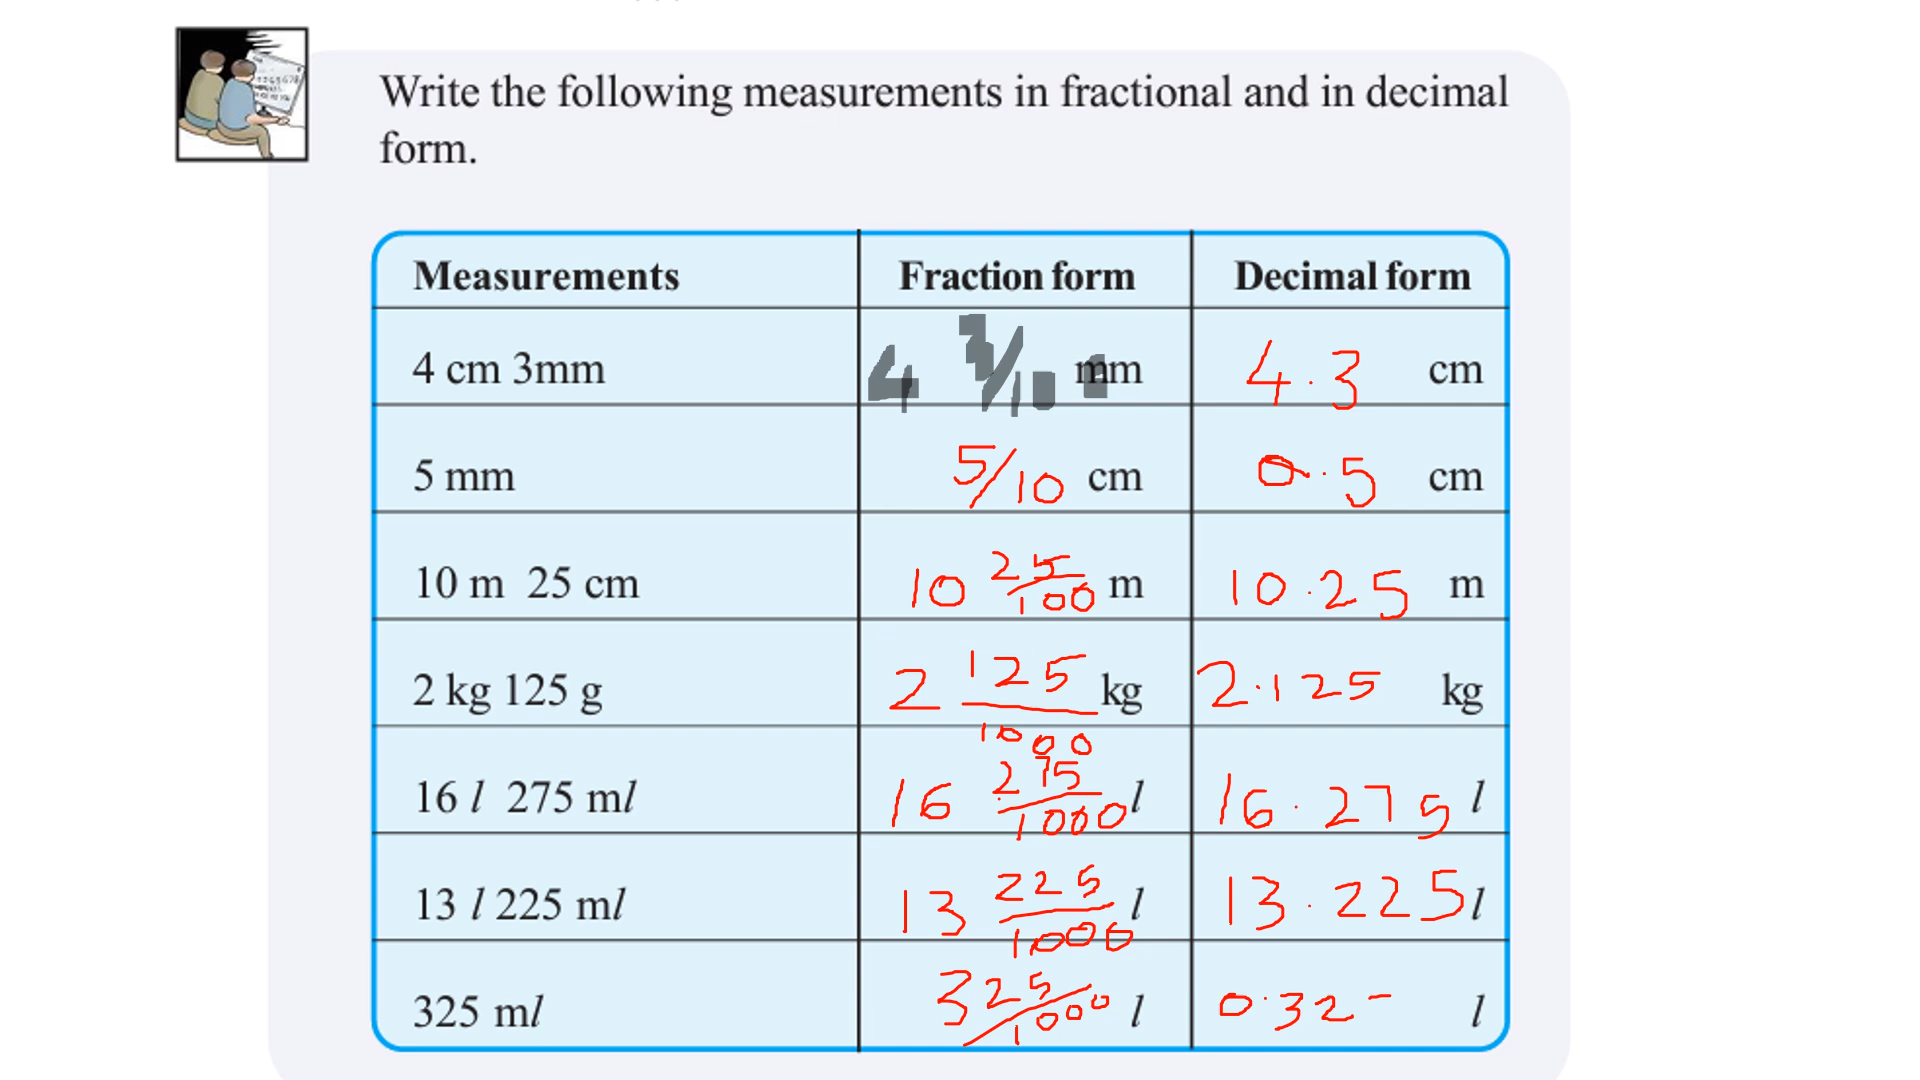 Write the following measurements in fractional and in decimal
form.
Measurements Fraction form Decimal form
4 cm 3mm 4 3/10 mm 4.3 cm
5 mm 5/10 cm 0.5 cm
10 m 25 cm 10 25/100 m 10.25 m
2 kg 125 g 2 125/1000 kg 2.125 kg
16 l 275 ml 16 275/1000 l 16.275 l
13 l 225 ml 13 225/1000 l 13.225 l
325 ml 325/1000 l 0.32 l